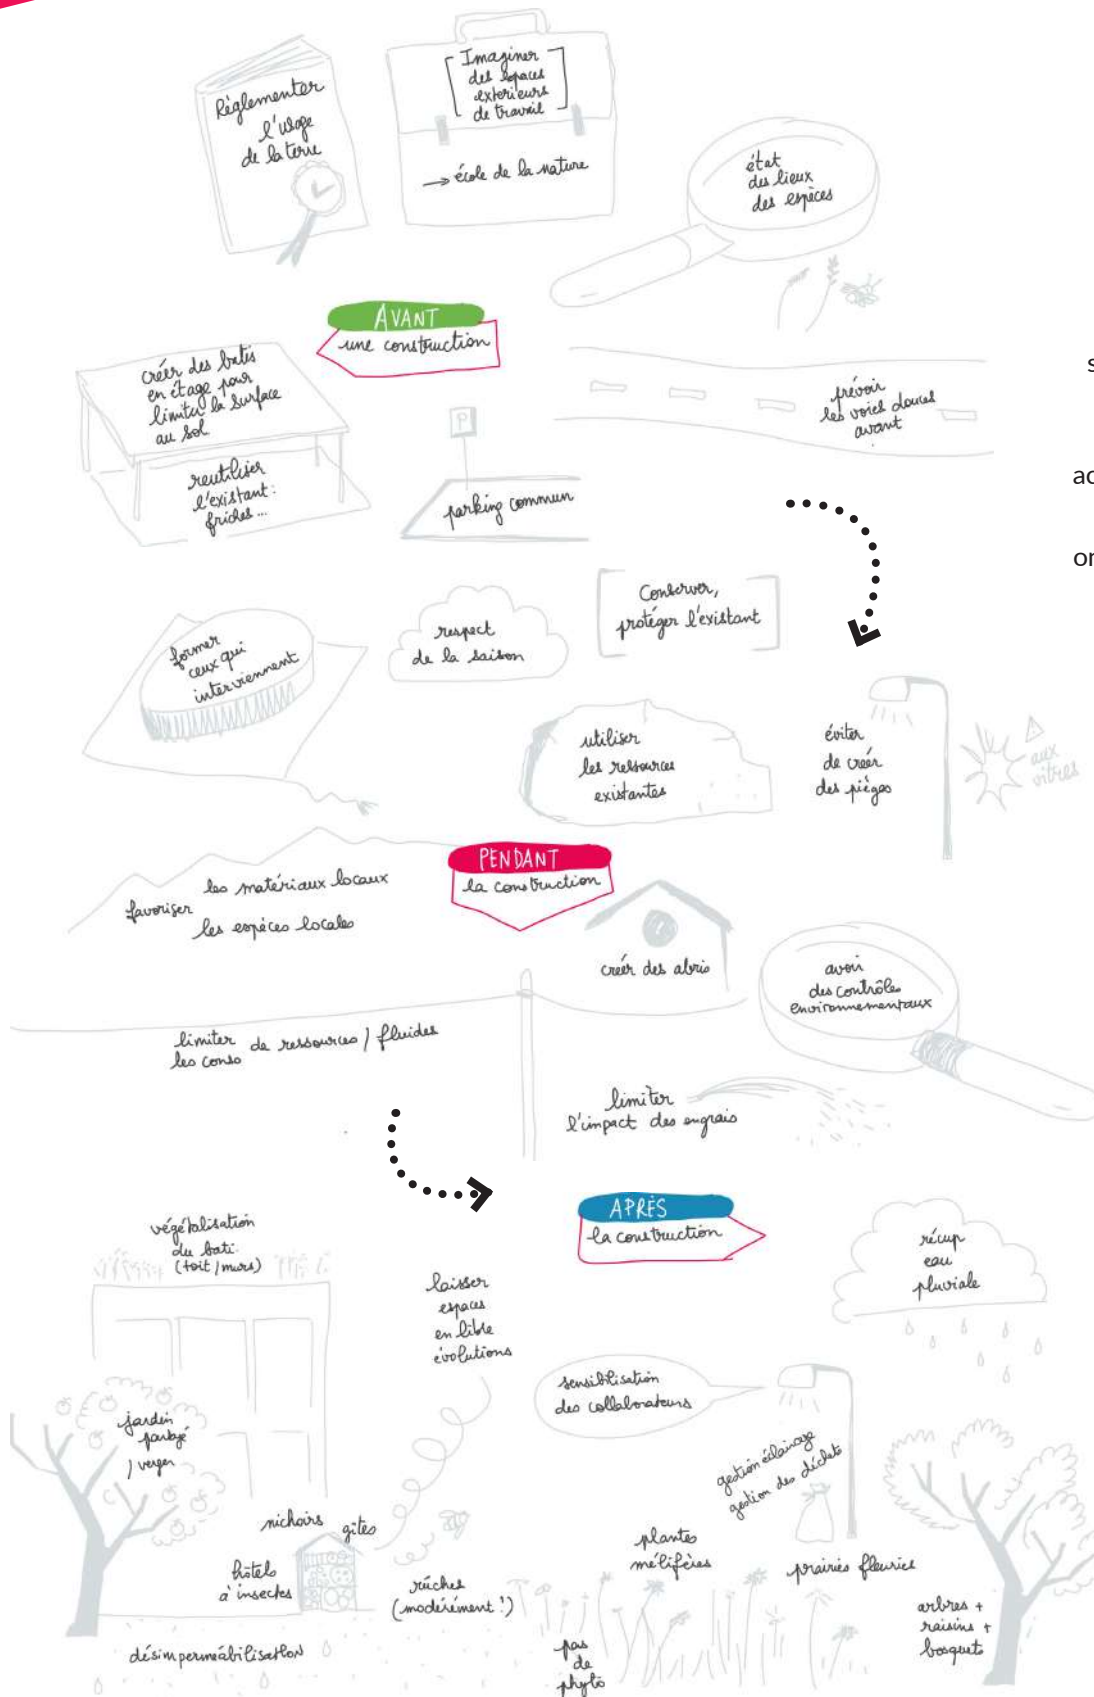 Règlementer
l'usage
de la terre
Imaginer
des espaces
extérieurs
de travail
→ école de la nature
état
des lieux
des espèces
AVANT
une construction
créer des batis
en étage pour
limiter la surface
au sol
reutiliser
l'existant :
friches ...
P
parking commun
prévoir
les voies douces
avant
s
ac
or
former
ceux qui
interviennent
respect
de la saison
Conserver,
protéger l'existant
utiliser
les ressources
existantes
éviter
de créer
des pièges
aux
vitres
PENDANT
la construction
favoriser
les matériaux locaux
les espèces locales
créer des abris
avoir
des contrôles
environnementaux
limiter
les conso
de ressources / fluides
limiter
l'impact des engrais
APRÈS
la construction
végétalisation
du bati
(toit / murs)
laisser
espaces
en libre
évolutions
récup
eau
pluviale
sensibilisation
des collaborateurs
jardin
partagé
/ verger
gestion éclairage
gestion des déchets
nichoirs
gîtes
hôtels
à insectes
rûches
(modérément !)
plantes
mélifères
prairies fleuries
arbres +
raisins +
bosquets
désimperméabilisation
pas
de
phyto